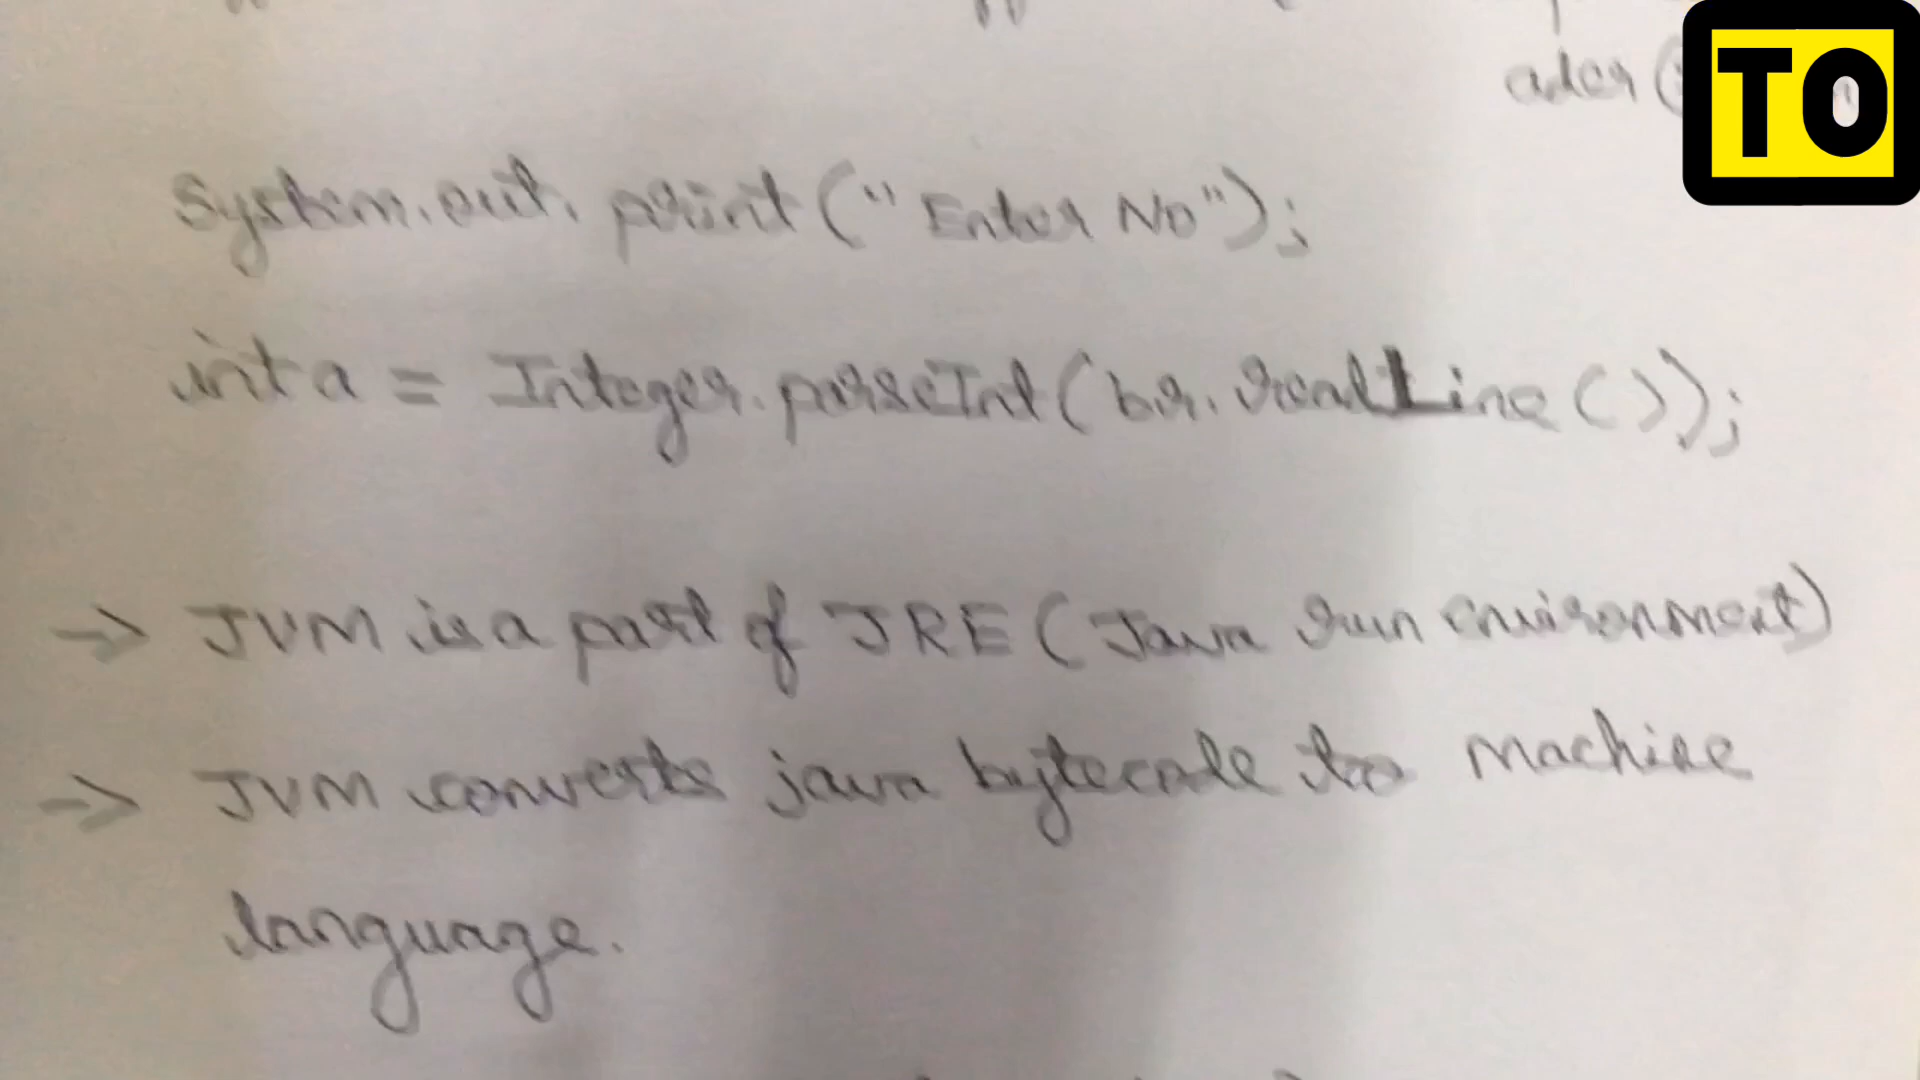 TO
System.out.print("Enter No");
int a = Integer.parseInt(br.readLine());
-> JVM is a part of JRE (Java run environment)
-> JVM converts java bytecode to Machine
language.